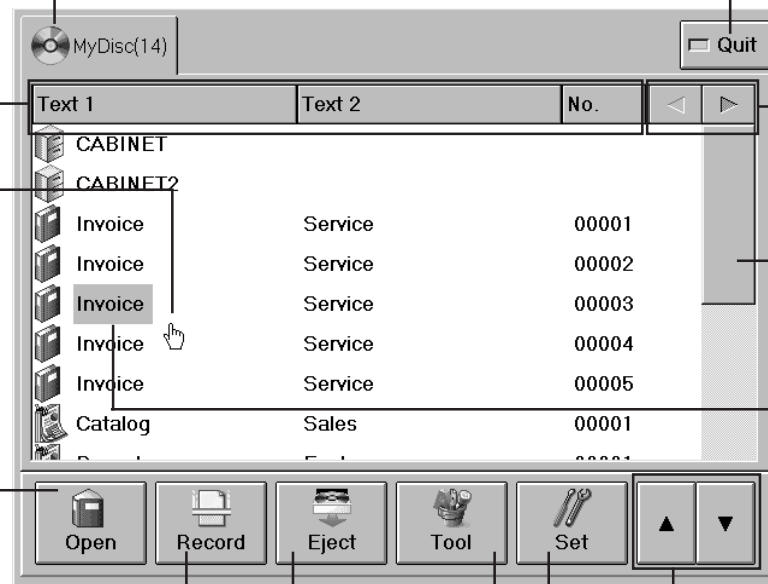 MyDisc(14)
Quit
Text 1 Text 2 No.
CABINET
CABINET2
Invoice Service 00001
Invoice Service 00002
Invoice Service 00003
Invoice Service 00004
Invoice Service 00005
Catalog Sales 00001
Open Record Eject Tool Set